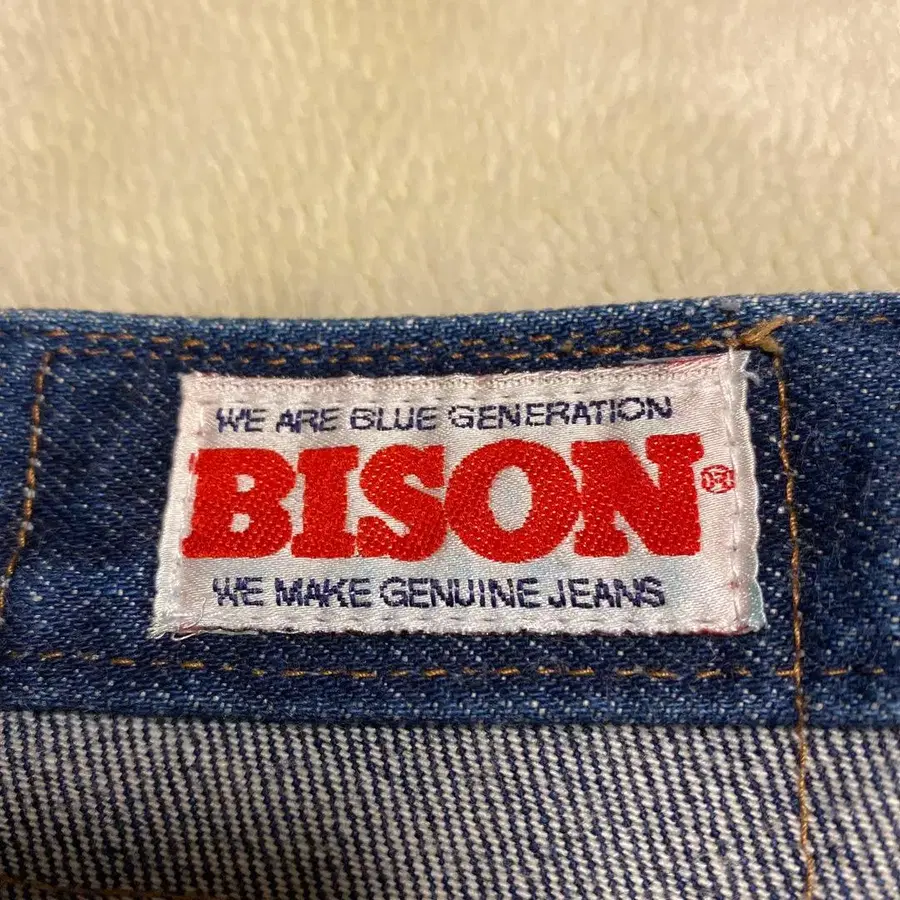 WE ARE BLUE GENERATION
BISON®
WE MAKE GENUINE JEANS